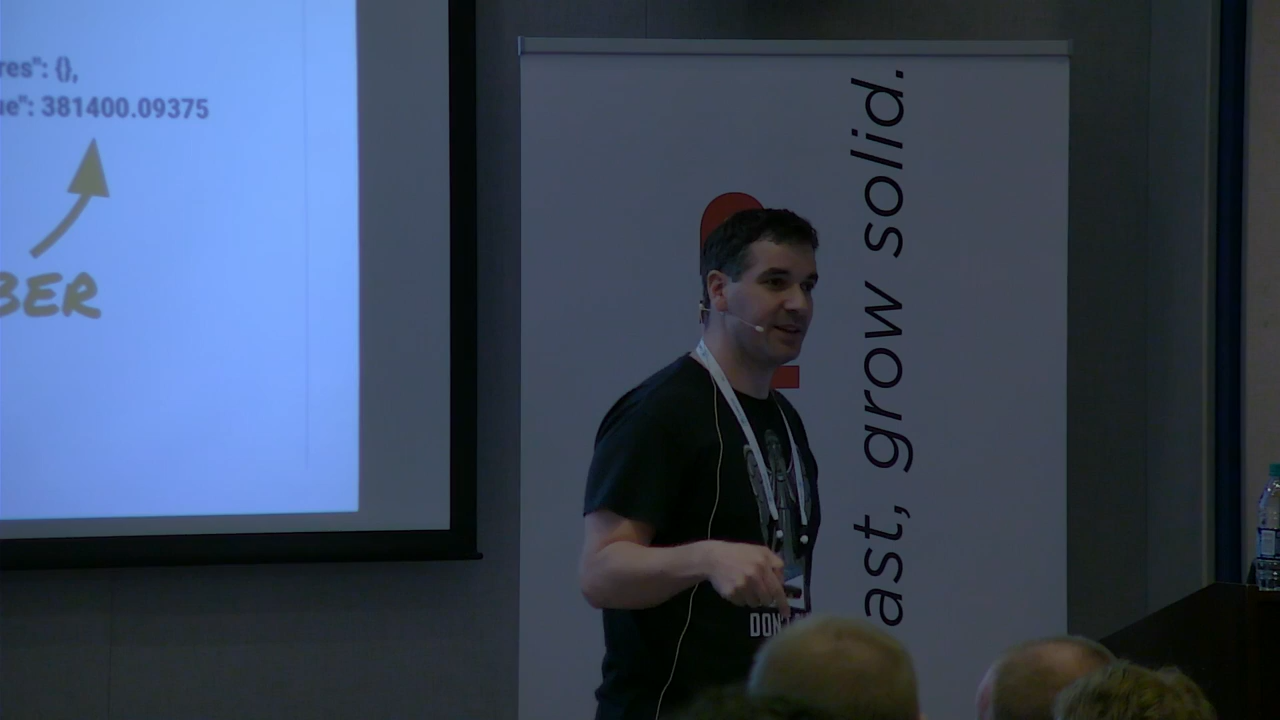 res": {},
ue": 381400.09375
BER
ast, grow solid.
DON'T